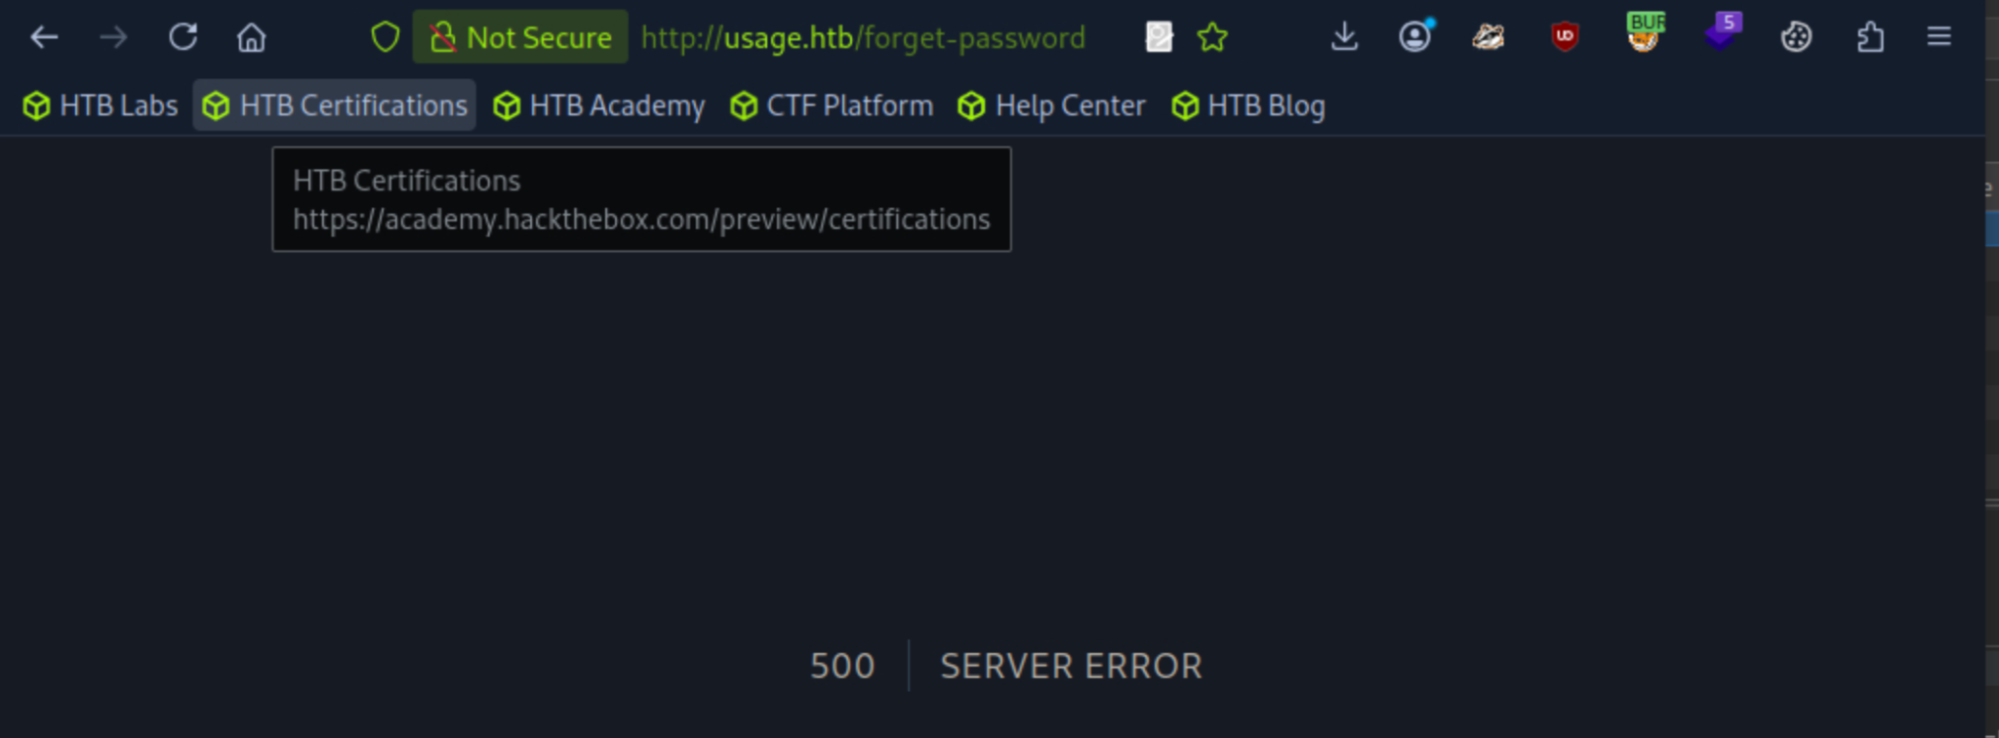 Not Secure http://usage.htb/forget-password BUR 5
HTB Labs HTB Certifications HTB Academy CTF Platform Help Center HTB Blog
HTB Certifications
https://academy.hackthebox.com/preview/certifications
500 SERVER ERROR